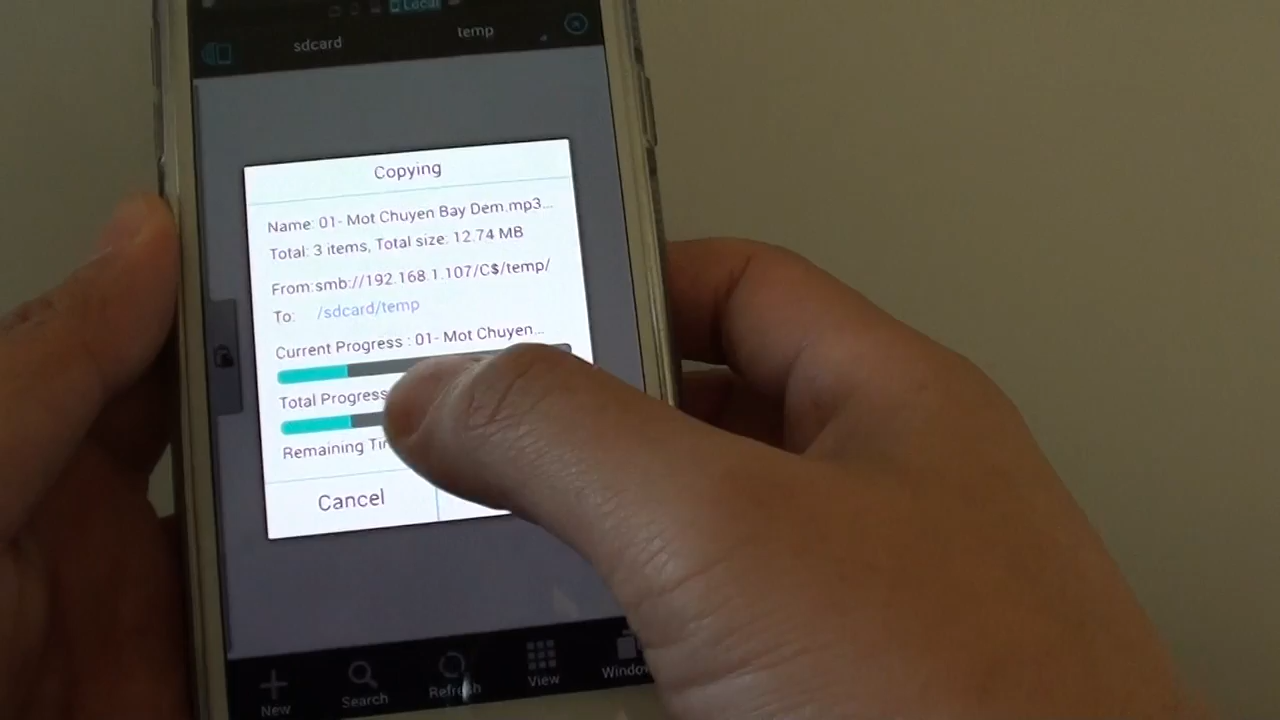 Local
sdcard temp
Copying
Name: 01- Mot Chuyen Bay Dem.mp3...
Total: 3 items, Total size: 12.74 MB
From:smb://192.168.1.107/C$/temp/
To: /sdcard/temp
Current Progress : 01- Mot Chuyen...
Total Progress
Remaining
Cancel
New Search Refresh View